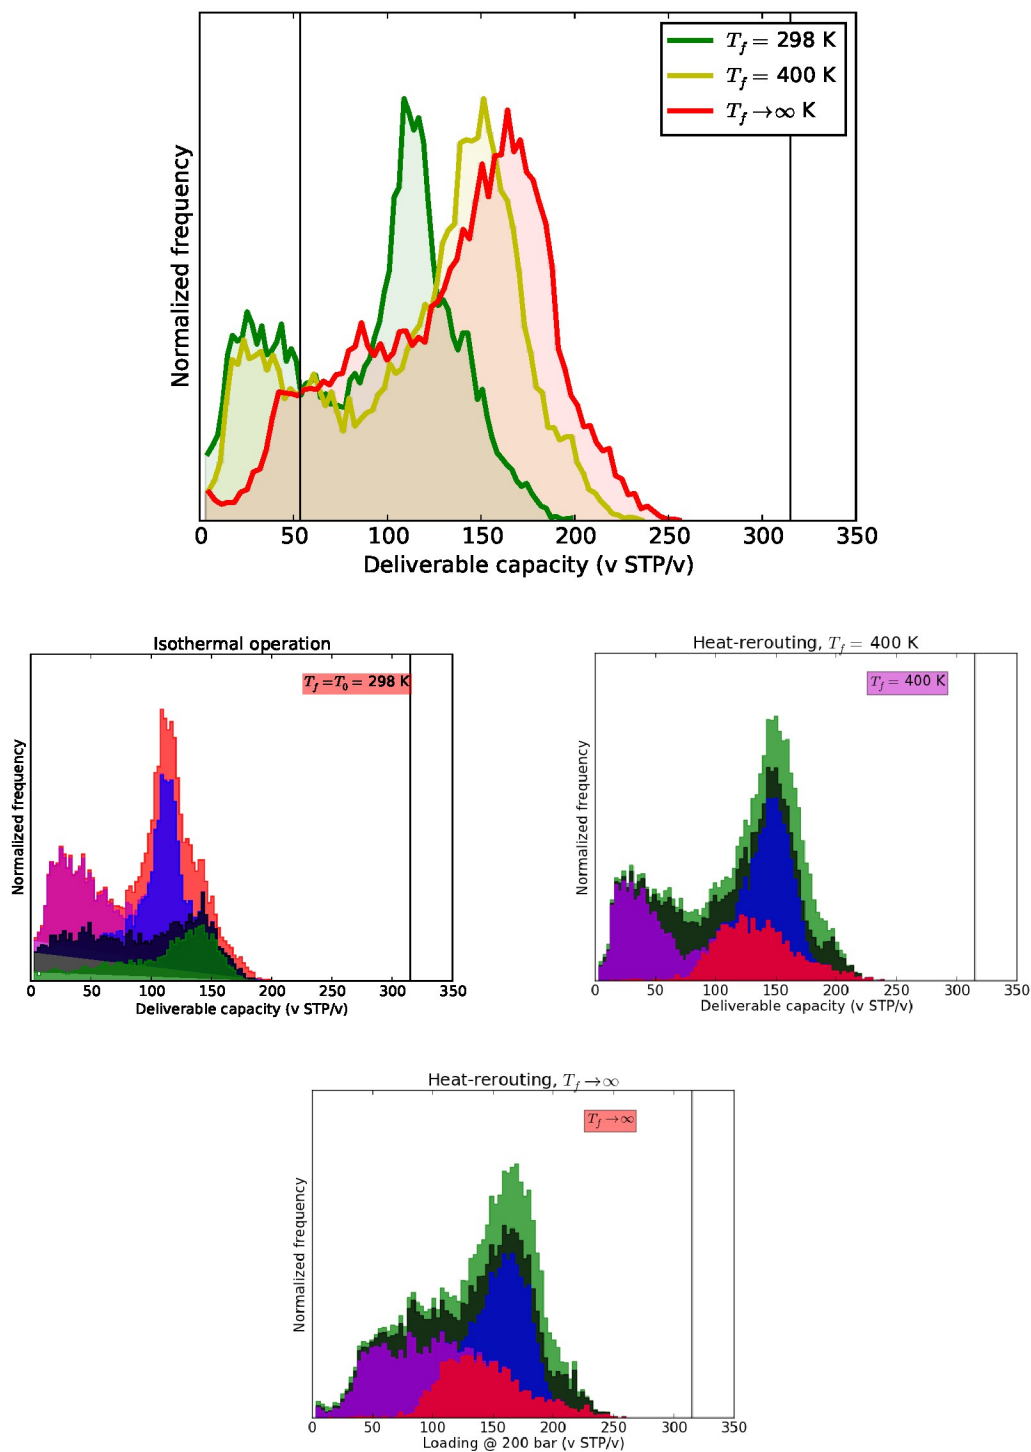 T_f = 298 K
T_f = 400 K
T_f → ∞ K
Normalized frequency
0 50 100 150 200 250 300 350
Deliverable capacity (v STP/v)
Isothermal operation
T_f = T_0 = 298 K
Normalized frequency
0 50 100 150 200 250 300 350
Deliverable capacity (v STP/v)
Heat-rerouting, T_f = 400 K
T_f = 400 K
Normalized frequency
0 50 100 150 200 250 300 350
Deliverable capacity (v STP/v)
Heat-rerouting, T_f → ∞
T_f → ∞
Normalized frequency
0 50 100 150 200 250 300 350
Loading @ 200 bar (v STP/v)